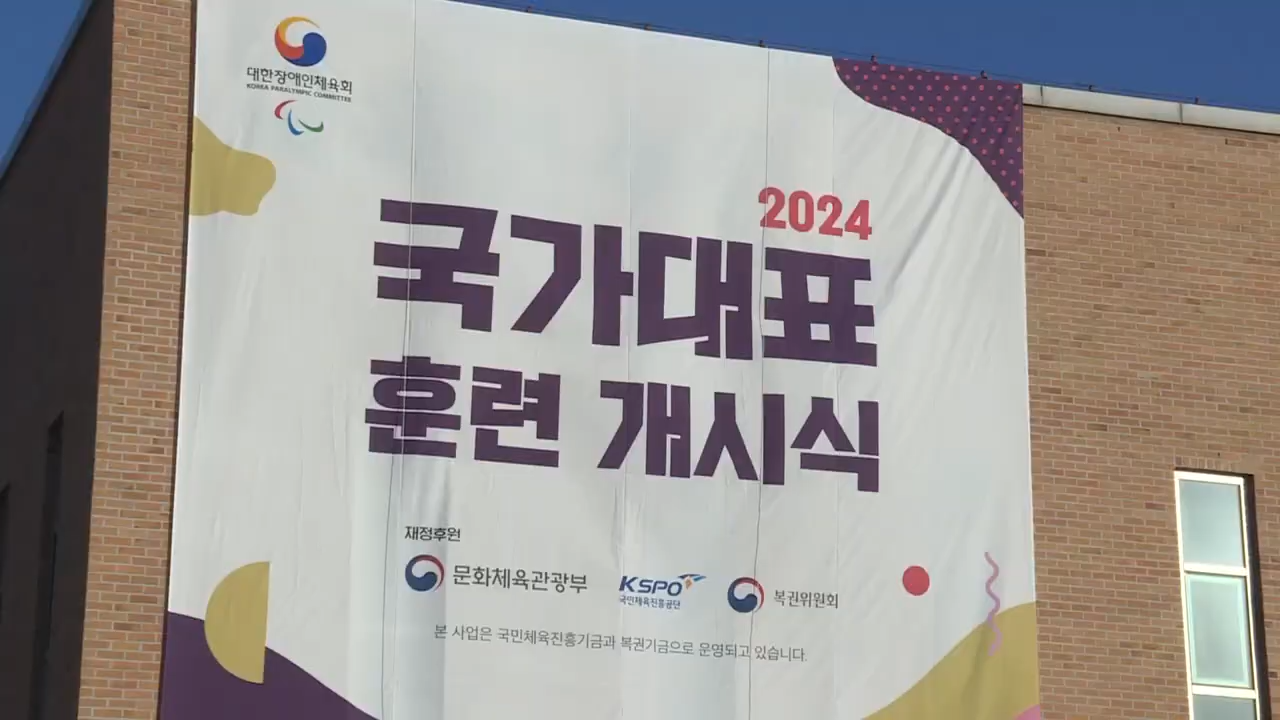 대한장애인체육회
KOREA PARALYMPIC COMMITTEE
2024
국가대표
훈련 개시식
재정후원
문화체육관광부
KSPO
국민체육진흥공단
복권위원회
본 사업은 국민체육진흥기금과 복권기금으로 운영되고 있습니다.